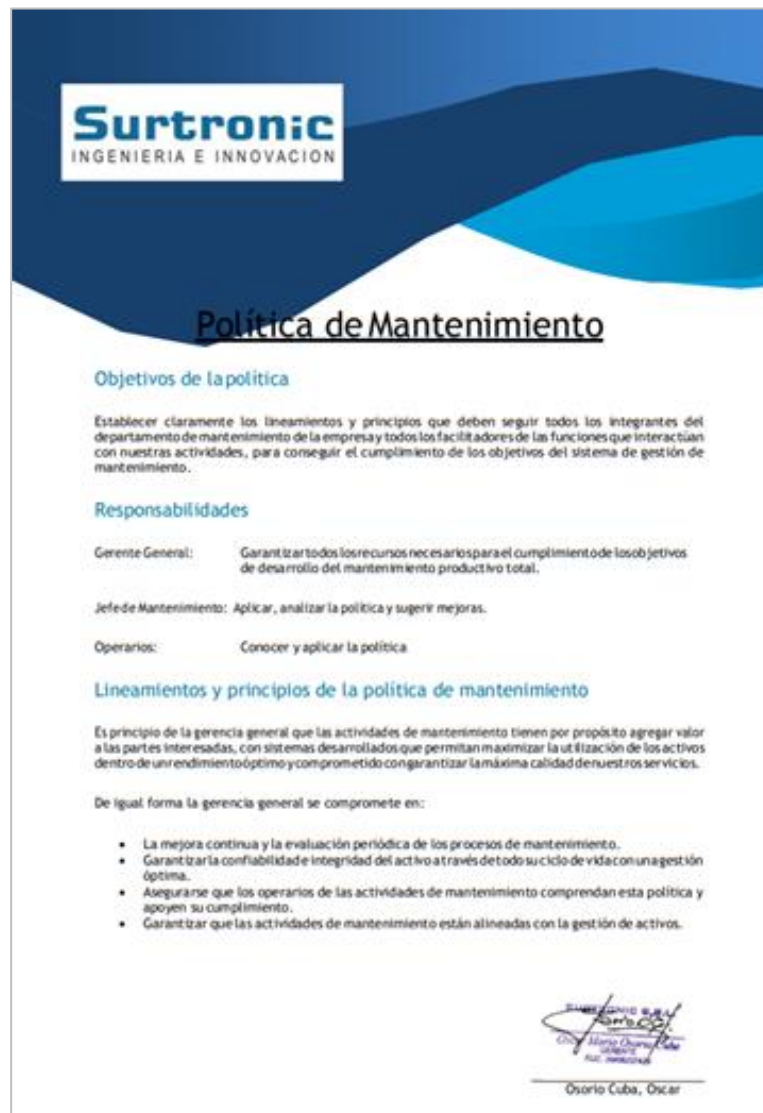 Surtronic
INGENIERIA E INNOVACION
Política de Mantenimiento
Objetivos de la política
Establecer claramente los lineamientos y principios que deben seguir todos los integrantes del
departamento de mantenimiento de la empresa y todos los facilitadores de las funciones que interactúan
con nuestras actividades, para conseguir el cumplimiento de los objetivos del sistema de gestión de
mantenimiento.
Responsabilidades
Gerente General: Garantizar todos los recursos necesarios para el cumplimiento de los objetivos
de desarrollo del mantenimiento productivo total.
Jefe de Mantenimiento: Aplicar, analizar la política y sugerir mejoras.
Operarios: Conocer y aplicar la política
Lineamientos y principios de la política de mantenimiento
Es principio de la gerencia general que las actividades de mantenimiento tienen por propósito agregar valor
a las partes interesadas, con sistemas desarrollados que permitan maximizar la utilización de los activos
dentro de un rendimiento óptimo y comprometido con garantizar la máxima calidad de nuestros servicios.
De igual forma la gerencia general se compromete en:
• La mejora continua y la evaluación periódica de los procesos de mantenimiento.
• Garantizar la confiabilidad e integridad del activo a través de todo su ciclo de vida con una gestión
óptima.
• Asegurarse que los operarios de las actividades de mantenimiento comprendan esta política y
apoyen su cumplimiento.
• Garantizar que las actividades de mantenimiento están alineadas con la gestión de activos.
GERENTE
Osorio Cuba, Oscar